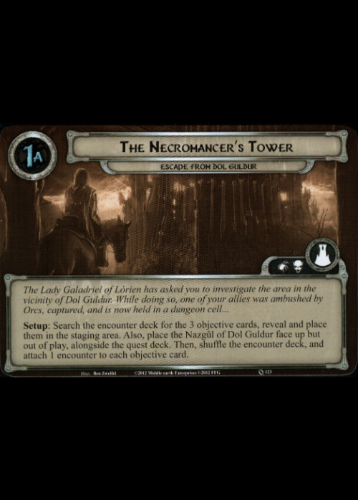 1A
THE NECROMANCER'S TOWER
ESCAPE FROM DOL GULDUR
The Lady Galadriel of Lórien has asked you to investigate the area in the
vicinity of Dol Guldur. While doing so, one of your allies was ambushed by
Orcs, captured, and is now held in a dungeon cell...
Setup: Search the encounter deck for the 3 objective cards, reveal and place
them in the staging area. Also, place the Nazgûl of Dol Guldur face up but
out of play, alongside the quest deck. Then, shuffle the encounter deck, and
attach 1 encounter to each objective card.